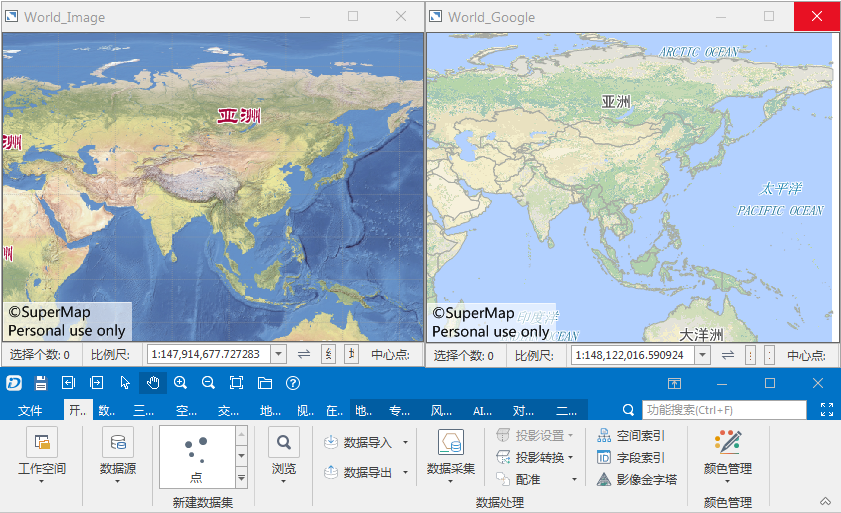 World_Image
亚洲
洲
©SuperMap
Personal use only
选择个数: 0
比例尺:
1:147,914,677.727283
中心点:
World_Google
ARCTIC OCEAN
亚洲
太平洋
PACIFIC OCEAN
印度洋
OCEAN
大洋洲
©SuperMap
Personal use only
选择个数: 0
比例尺:
1:148,122,016.590924
中心点:
文件
开..
数..
三...
空...
交...
地...
视..
在..
地..
专...
风...
AI...
对...
二...
功能搜索(Ctrl+F)
工作空间
数据源
点
新建数据集
浏览
数据导入
数据导出
数据采集
投影设置
投影转换
配准
空间索引
字段索引
影像金字塔
数据处理
颜色管理
颜色管理